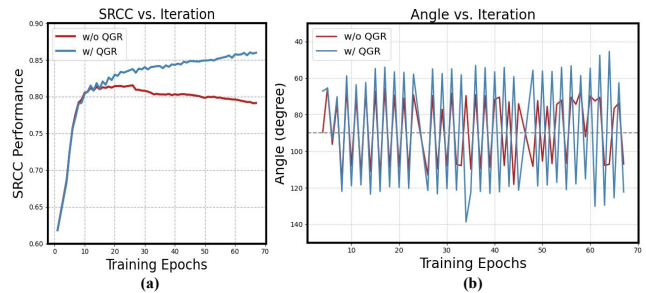 SRCC vs. Iteration
w/o QGR
w/ QGR
0.90
0.85
0.80
0.75
0.70
0.65
0.60
SRCC Performance
0 10 20 30 40 50 60 70
Training Epochs
(a)
Angle vs. Iteration
w/o QGR
w/ QGR
40
60
80
100
120
140
Angle (degree)
10 20 30 40 50 60 70
Training Epochs
(b)